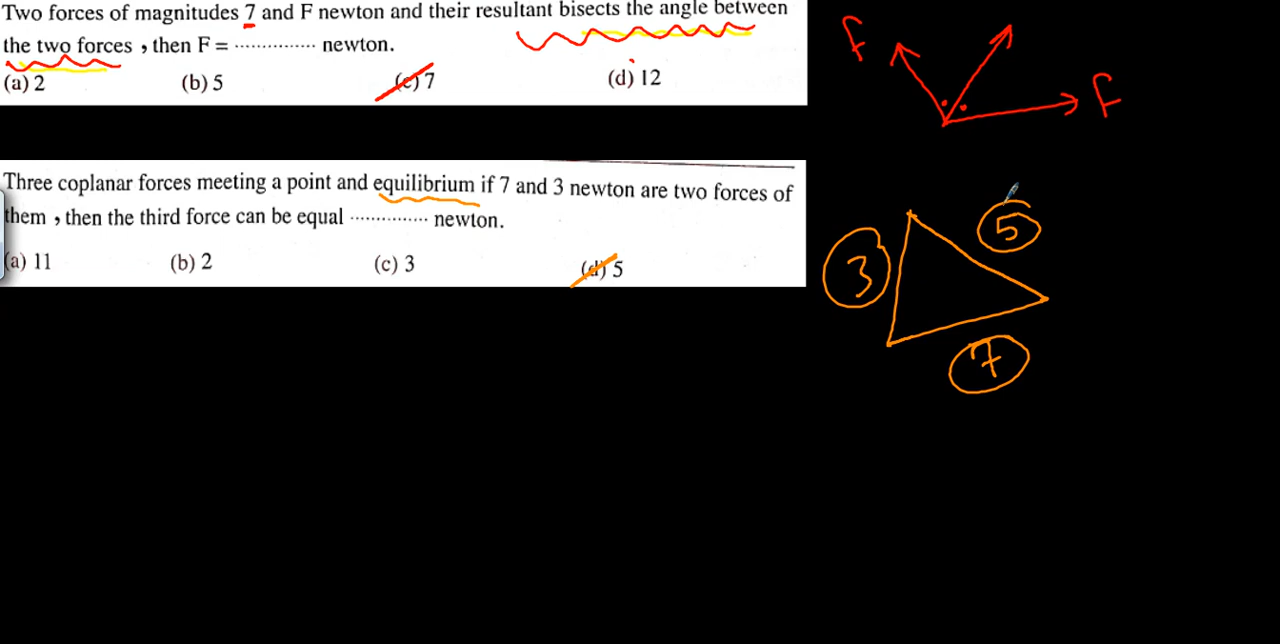 Two forces of magnitudes 7 and F newton and their resultant bisects the angle between
the two forces , then F = ............... newton.
(a) 2 (b) 5 (c) 7 (d) 12
f
f
Three coplanar forces meeting a point and equilibrium if 7 and 3 newton are two forces of
them , then the third force can be equal .............. newton.
(a) 11 (b) 2 (c) 3 (d) 5
5
3
7